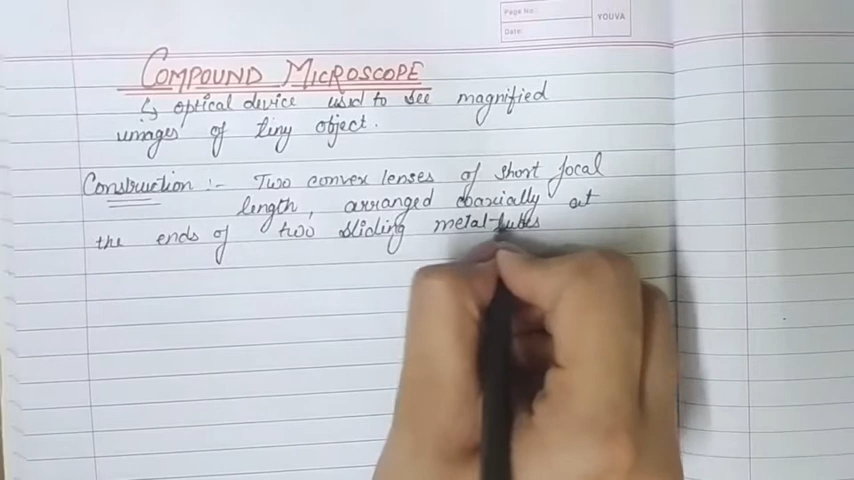 Page No.:
Date:
YOUVA
COMPOUND MICROSCOPE
↳ optical device used to see magnified
images of tiny object.
Construction :- Two convex lenses of short focal
length, arranged coaxially at
the ends of two sliding metal tubes